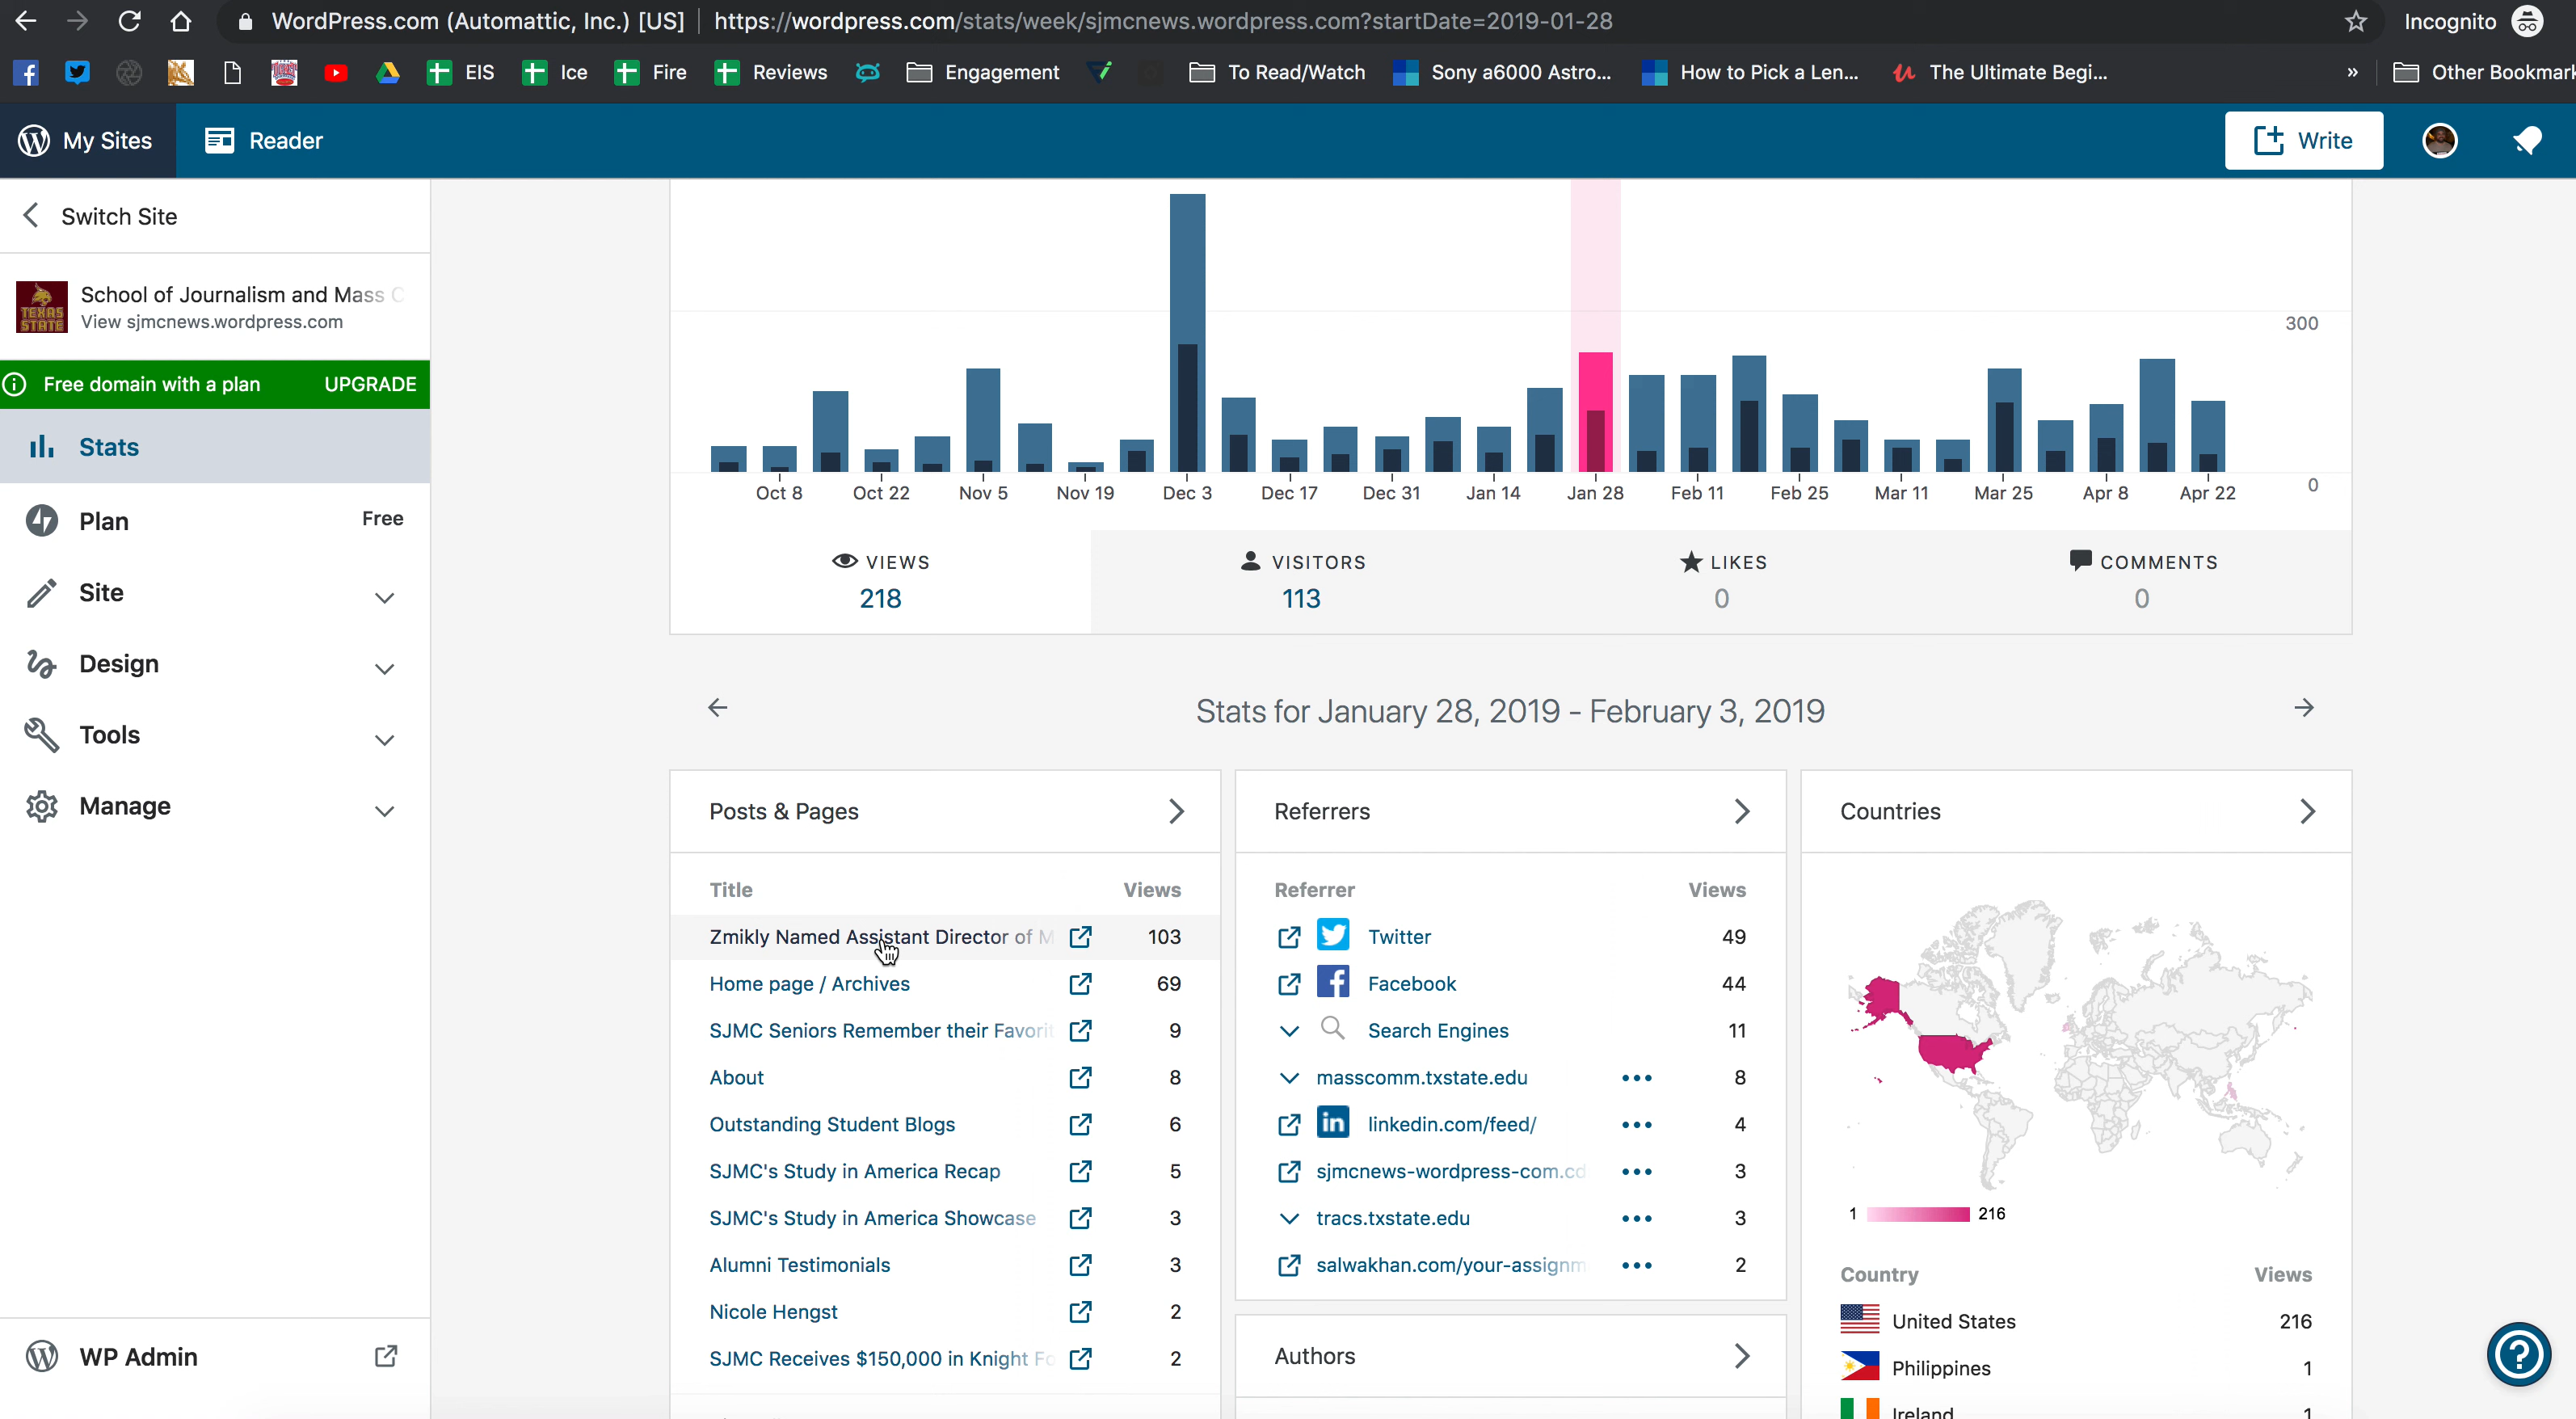 WordPress.com (Automattic, Inc.) [US] https://wordpress.com/stats/week/sjmcnews.wordpress.com?startDate=2019-01-28 Incognito
EIS Ice Fire Reviews Engagement To Read/Watch Sony a6000 Astro... How to Pick a Len... The Ultimate Begi... » Other Bookmark
My Sites Reader Write
Switch Site
School of Journalism and Mass C
TEXAS STATE
View sjmcnews.wordpress.com
Free domain with a plan UPGRADE
Stats
Plan Free
Site
Design
Tools
Manage
WP Admin
300
0
Oct 8 Oct 22 Nov 5 Nov 19 Dec 3 Dec 17 Dec 31 Jan 14 Jan 28 Feb 11 Feb 25 Mar 11 Mar 25 Apr 8 Apr 22
VIEWS VISITORS LIKES COMMENTS
218 113 0 0
Stats for January 28, 2019 - February 3, 2019
Posts & Pages
Title Views
Zmikly Named Assistant Director of M 103
Home page / Archives 69
SJMC Seniors Remember their Favorit 9
About 8
Outstanding Student Blogs 6
SJMC's Study in America Recap 5
SJMC's Study in America Showcase 3
Alumni Testimonials 3
Nicole Hengst 2
SJMC Receives $150,000 in Knight Fo 2
Referrers
Referrer Views
Twitter 49
Facebook 44
Search Engines 11
masscomm.txstate.edu ••• 8
linkedin.com/feed/ ••• 4
sjmcnews-wordpress-com.cd ••• 3
tracs.txstate.edu ••• 3
salwakhan.com/your-assignm ••• 2
Authors
Countries
1 216
Country Views
United States 216
Philippines 1
Ireland 1